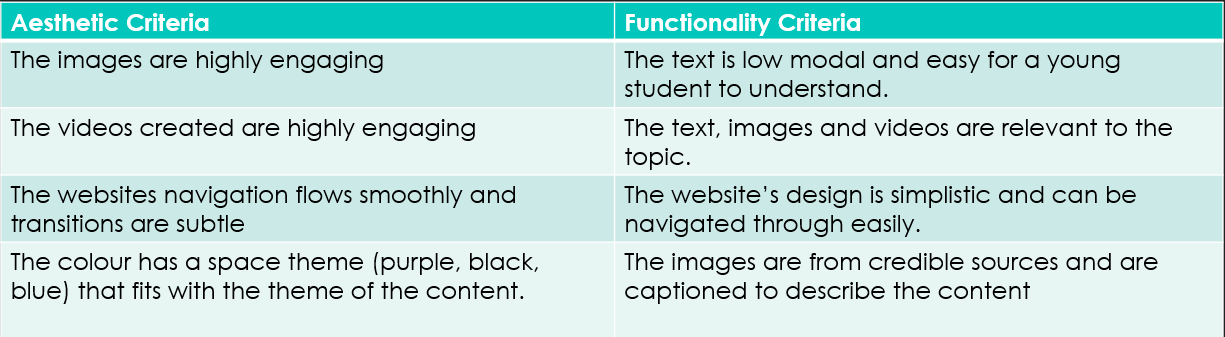 Aesthetic Criteria
Functionality Criteria
The images are highly engaging
The text is low modal and easy for a young
student to understand.
The videos created are highly engaging
The text, images and videos are relevant to the
topic.
The websites navigation flows smoothly and
transitions are subtle
The website’s design is simplistic and can be
navigated through easily.
The colour has a space theme (purple, black,
blue) that fits with the theme of the content.
The images are from credible sources and are
captioned to describe the content